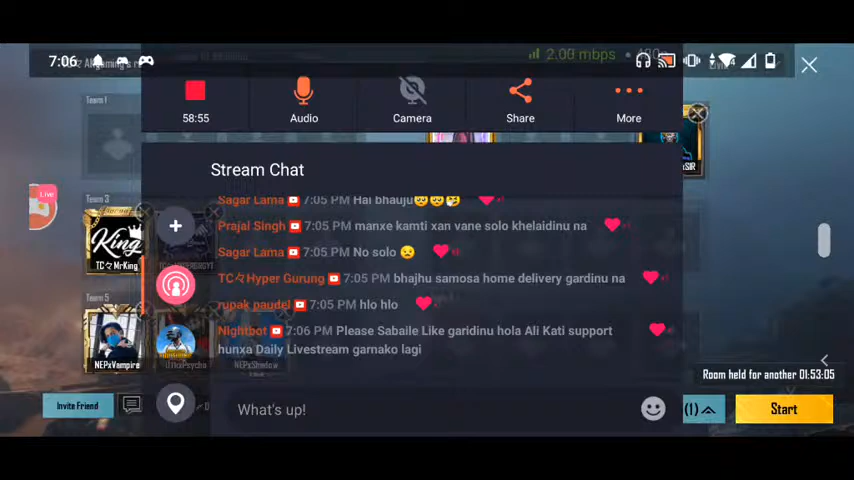 7:06
2.00 mbps
58:55
Audio
Camera
Share
More
Team 1
Live
Stream Chat
Sagar Lama 7:05 PM Hai bhauju🥺🥺
Prajal Singh 7:05 PM manxe kamti xan vane solo khelaidinu na
Sagar Lama 7:05 PM No solo 😟
TC々Hyper Gurung 7:05 PM bhajhu samosa home delivery gardinu na
rupak paudel 7:05 PM hlo hlo
Nightbot 7:06 PM Please Sabaile Like garidinu hola Ali Kati support
hunxa Daily Livestream garnako lagi
What's up!
Team 3
King
TC々MrKing
Team 5
NEPxVampire
NEPxShadow
Room held for another 01:53:05
Invite Friend
Start